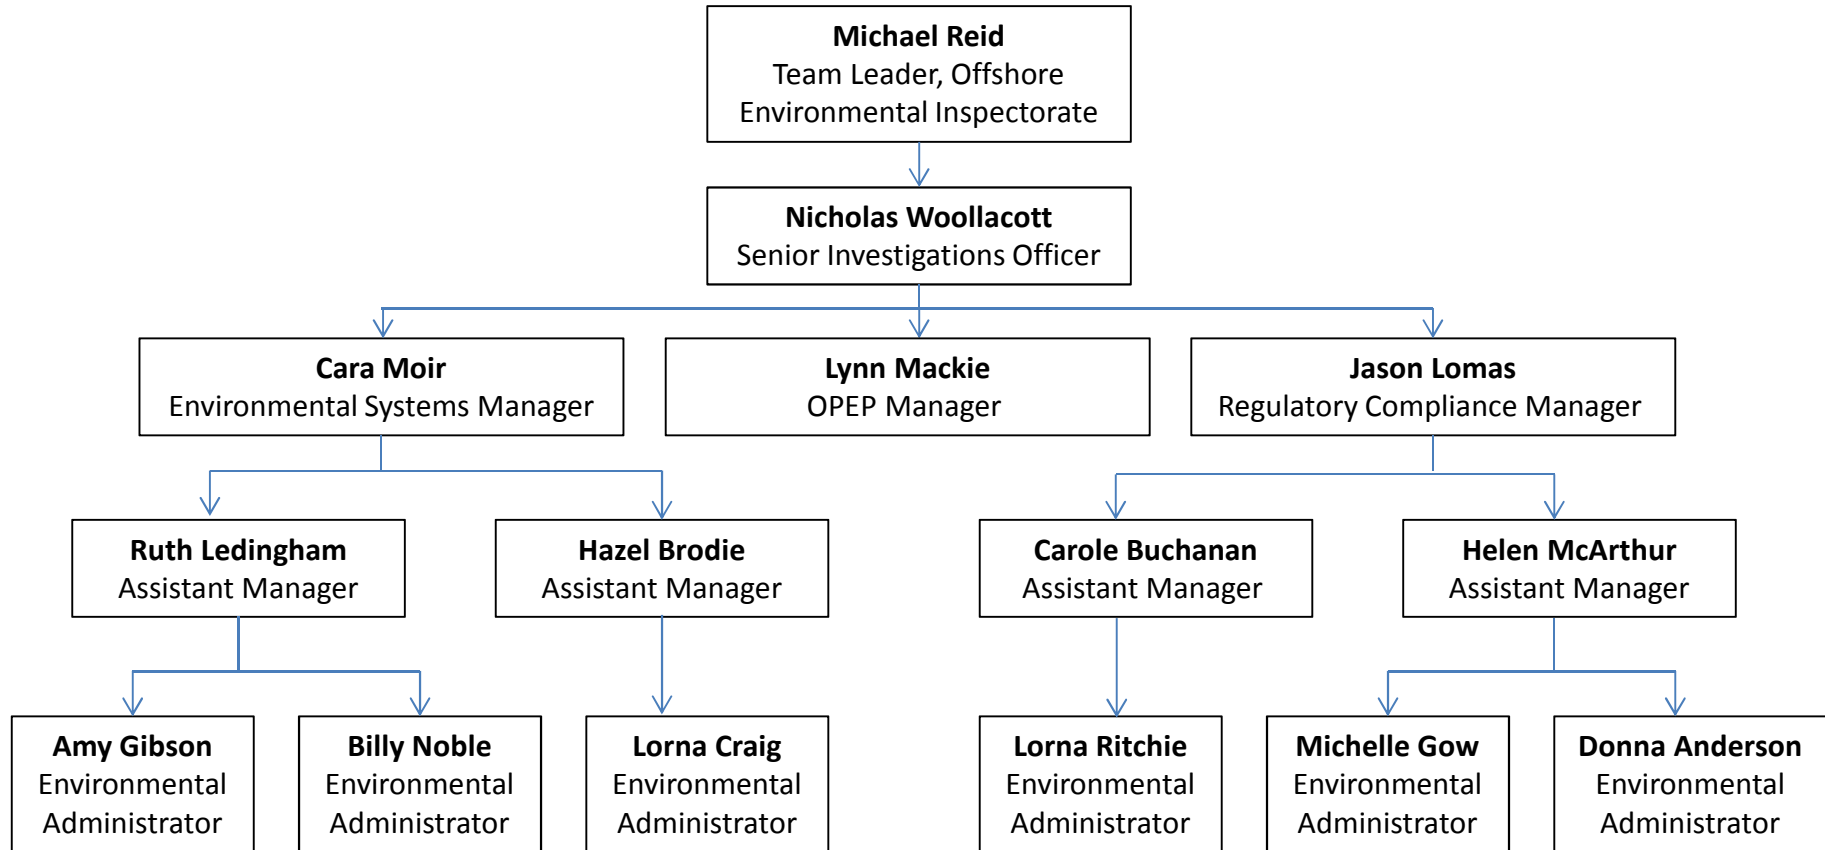 Michael Reid
Team Leader, Offshore
Environmental Inspectorate
Nicholas Woollacott
Senior Investigations Officer
Cara Moir
Environmental Systems Manager
Lynn Mackie
OPEP Manager
Jason Lomas
Regulatory Compliance Manager
Ruth Ledingham
Assistant Manager
Hazel Brodie
Assistant Manager
Carole Buchanan
Assistant Manager
Helen McArthur
Assistant Manager
Amy Gibson
Environmental
Administrator
Billy Noble
Environmental
Administrator
Lorna Craig
Environmental
Administrator
Lorna Ritchie
Environmental
Administrator
Michelle Gow
Environmental
Administrator
Donna Anderson
Environmental
Administrator